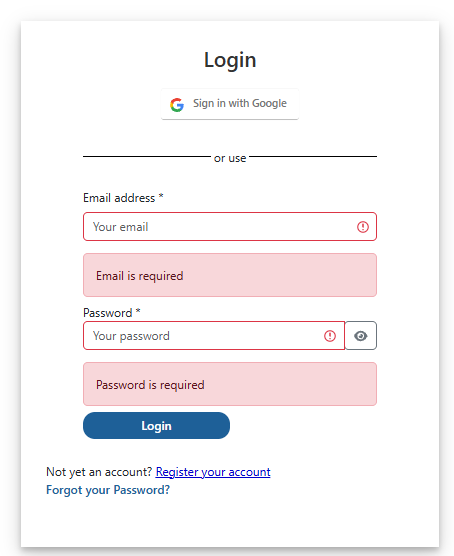 Login
Sign in with Google
or use
Email address *
Your email
Email is required
Password *
Your password
Password is required
Login
Not yet an account? Register your account
Forgot your Password?